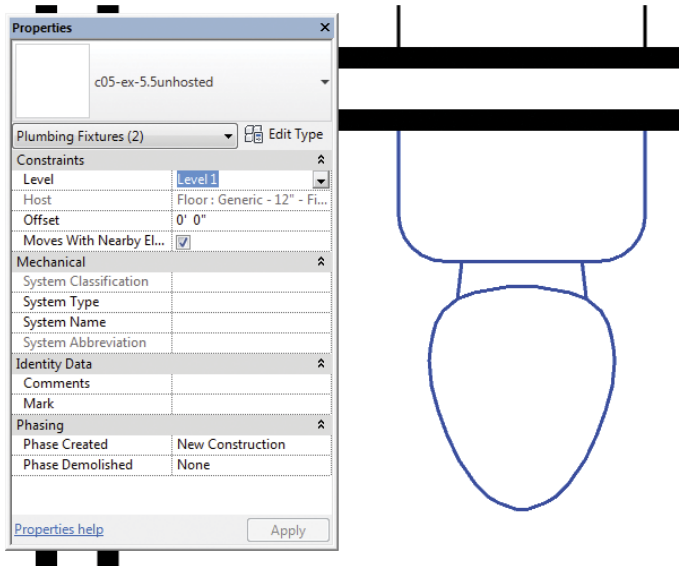 Properties
c05-ex-5.5unhosted
Plumbing Fixtures (2) Edit Type
Constraints
Level Level 1
Host Floor : Generic - 12" - Fi...
Offset 0' 0"
Moves With Nearby El...
Mechanical
System Classification
System Type
System Name
System Abbreviation
Identity Data
Comments
Mark
Phasing
Phase Created New Construction
Phase Demolished None
Properties help Apply